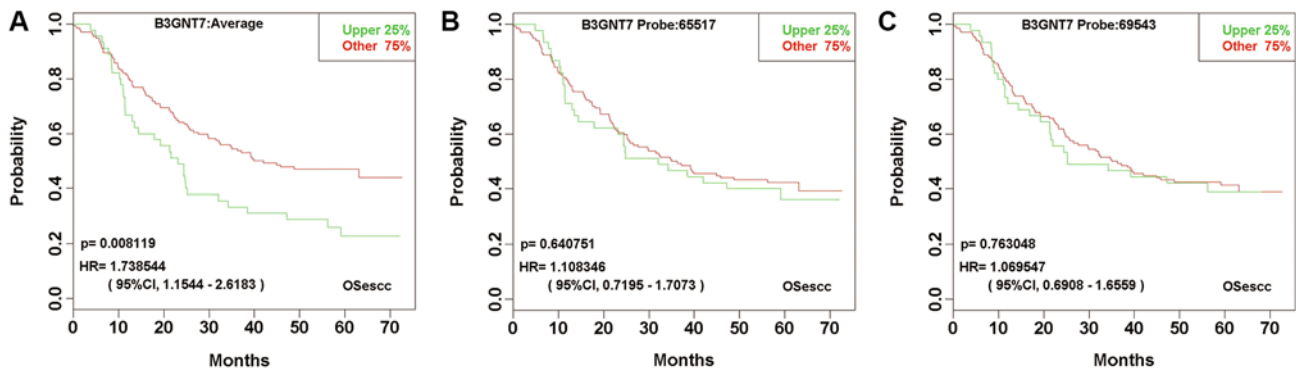 A
B3GNT7:Average
Upper 25%
Other 75%
1.0
0.8
0.6
0.4
0.2
0.0
Probability
p= 0.008119
HR= 1.738544
( 95%CI, 1.1544 - 2.6183 )
OSescc
0 10 20 30 40 50 60 70
Months
B
B3GNT7 Probe:65517
Upper 25%
Other 75%
1.0
0.8
0.6
0.4
0.2
0.0
Probability
p= 0.640751
HR= 1.108346
( 95%CI, 0.7195 - 1.7073 )
OSescc
0 10 20 30 40 50 60 70
Months
C
B3GNT7 Probe:69543
Upper 25%
Other 75%
1.0
0.8
0.6
0.4
0.2
0.0
Probability
p= 0.763048
HR= 1.069547
( 95%CI, 0.6908 - 1.6559 )
OSescc
0 10 20 30 40 50 60 70
Months